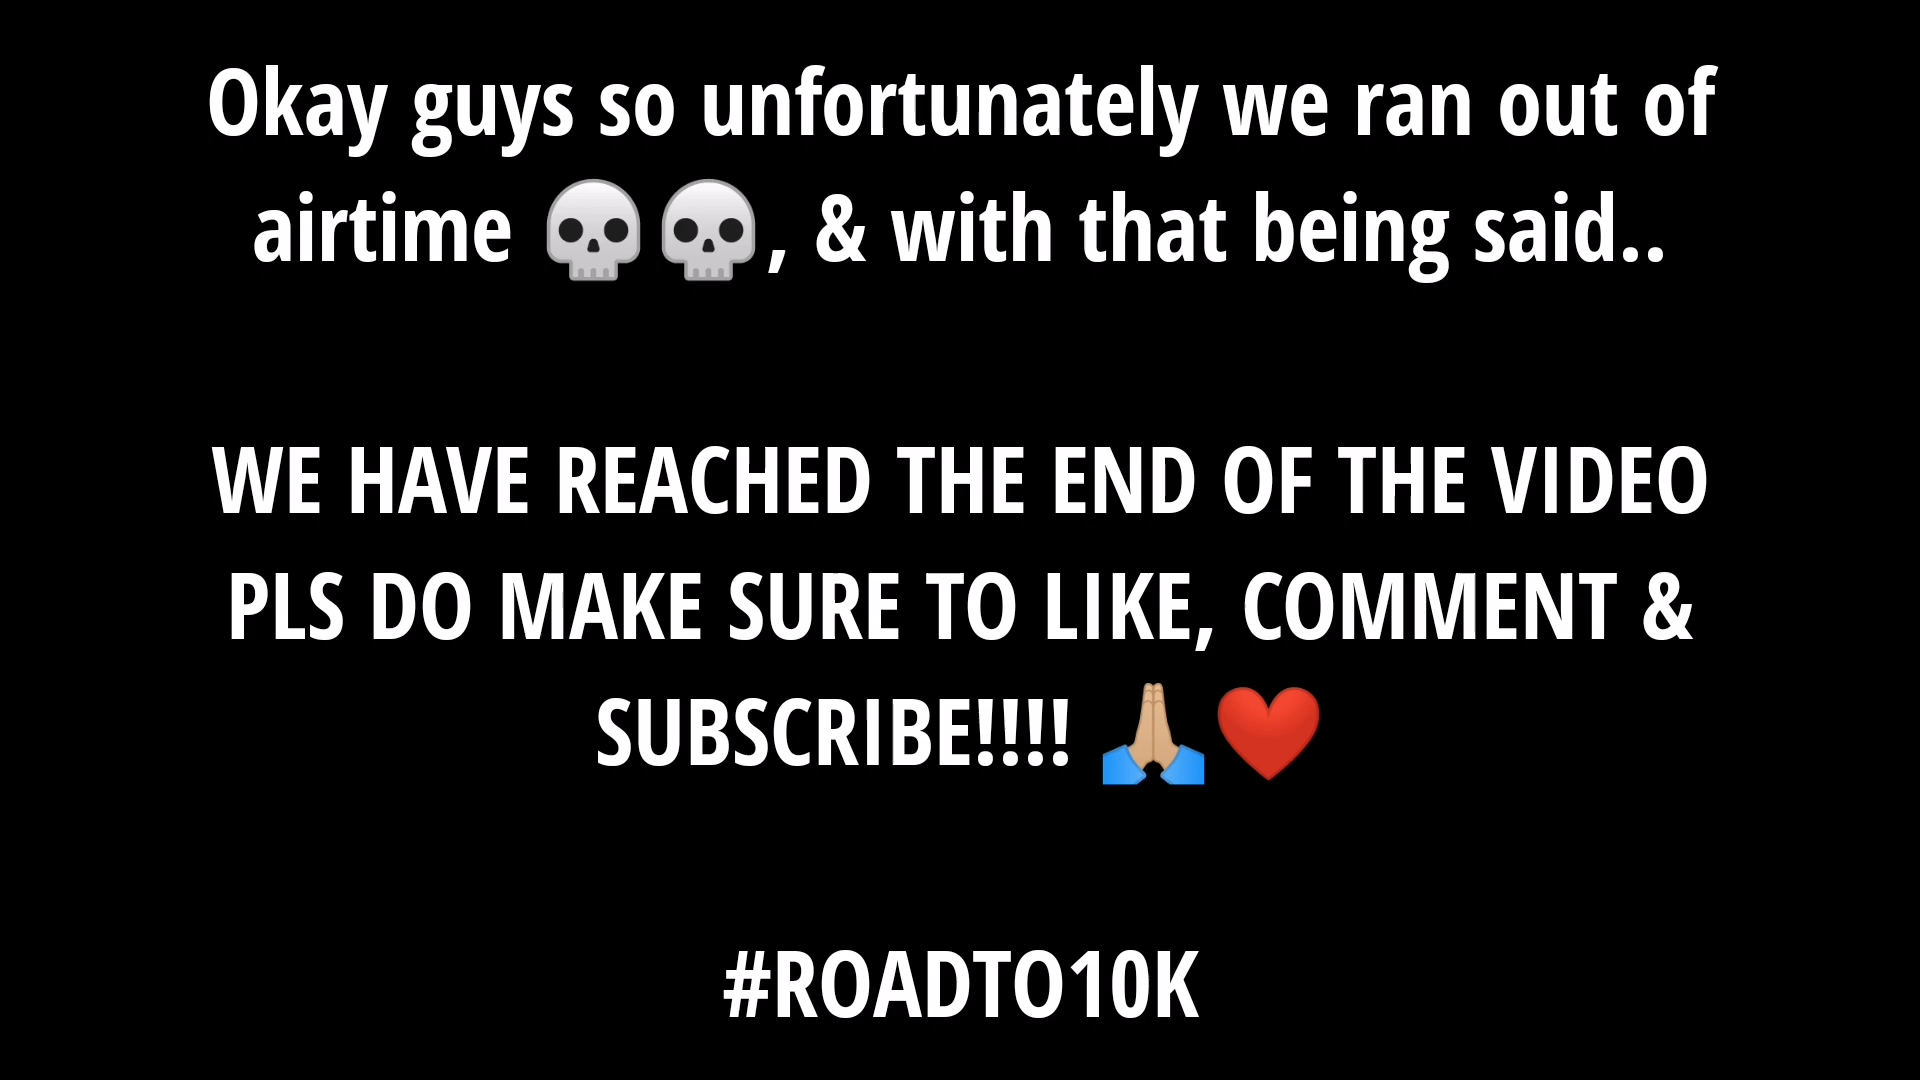 Okay guys so unfortunately we ran out of
airtime 💀💀, & with that being said..
WE HAVE REACHED THE END OF THE VIDEO
PLS DO MAKE SURE TO LIKE, COMMENT &
SUBSCRIBE!!!! 🙏🏼❤️
#ROADTO10K